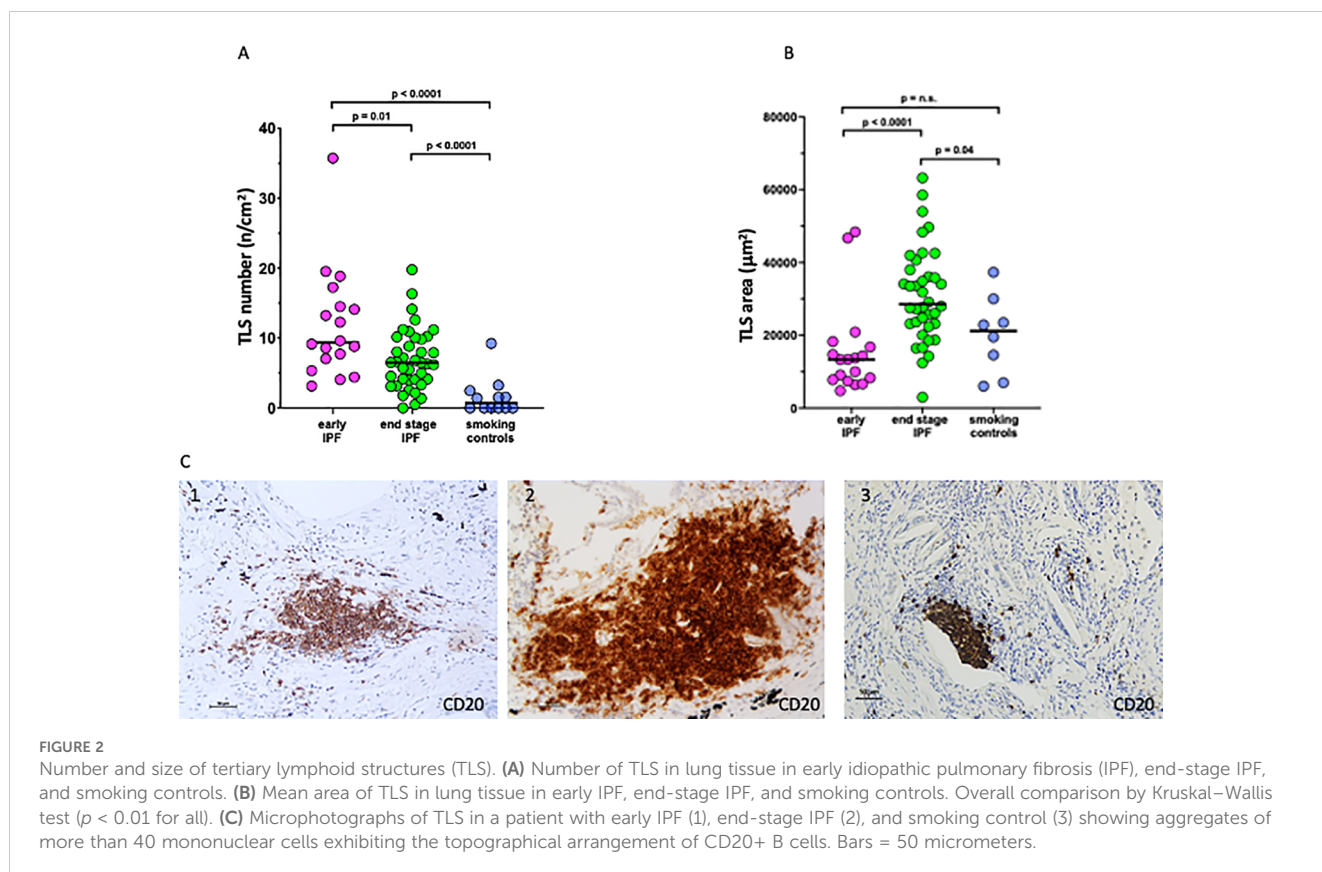 A
B
p < 0.0001
p = 0.01
p < 0.0001
40
30
20
10
0
TLS number (n/cm²)
early
IPF
end stage
IPF
smoking
controls
p = n.s.
p < 0.0001
p = 0.04
80000
60000
40000
20000
0
TLS area (µm²)
early
IPF
end stage
IPF
smoking
controls
C
1
CD20
2
CD20
3
CD20
FIGURE 2
Number and size of tertiary lymphoid structures (TLS). (A) Number of TLS in lung tissue in early idiopathic pulmonary fibrosis (IPF), end-stage IPF,
and smoking controls. (B) Mean area of TLS in lung tissue in early IPF, end-stage IPF, and smoking controls. Overall comparison by Kruskal–Wallis
test (p < 0.01 for all). (C) Microphotographs of TLS in a patient with early IPF (1), end-stage IPF (2), and smoking control (3) showing aggregates of
more than 40 mononuclear cells exhibiting the topographical arrangement of CD20+ B cells. Bars = 50 micrometers.